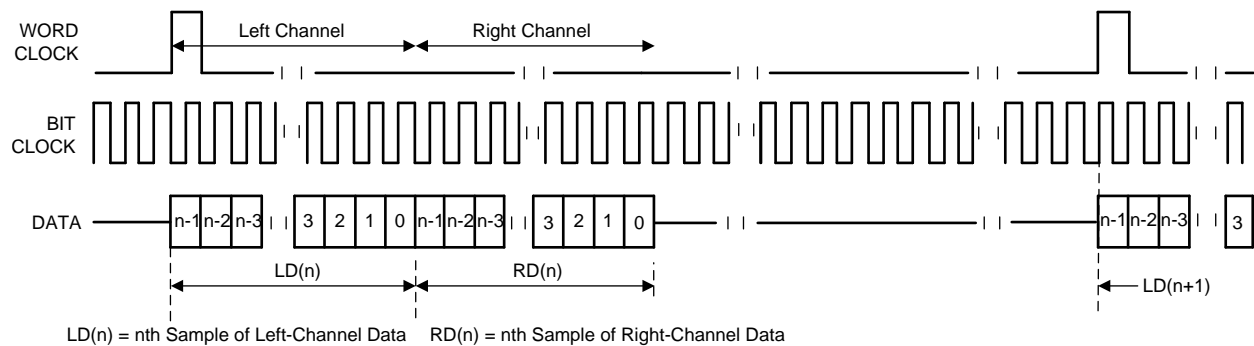 WORD
CLOCK
Left Channel
Right Channel
BIT
CLOCK
DATA
n-1 n-2 n-3 3 2 1 0 n-1 n-2 n-3 3 2 1 0 n-1 n-2 n-3 3
LD(n)
RD(n)
LD(n+1)
LD(n) = nth Sample of Left-Channel Data
RD(n) = nth Sample of Right-Channel Data